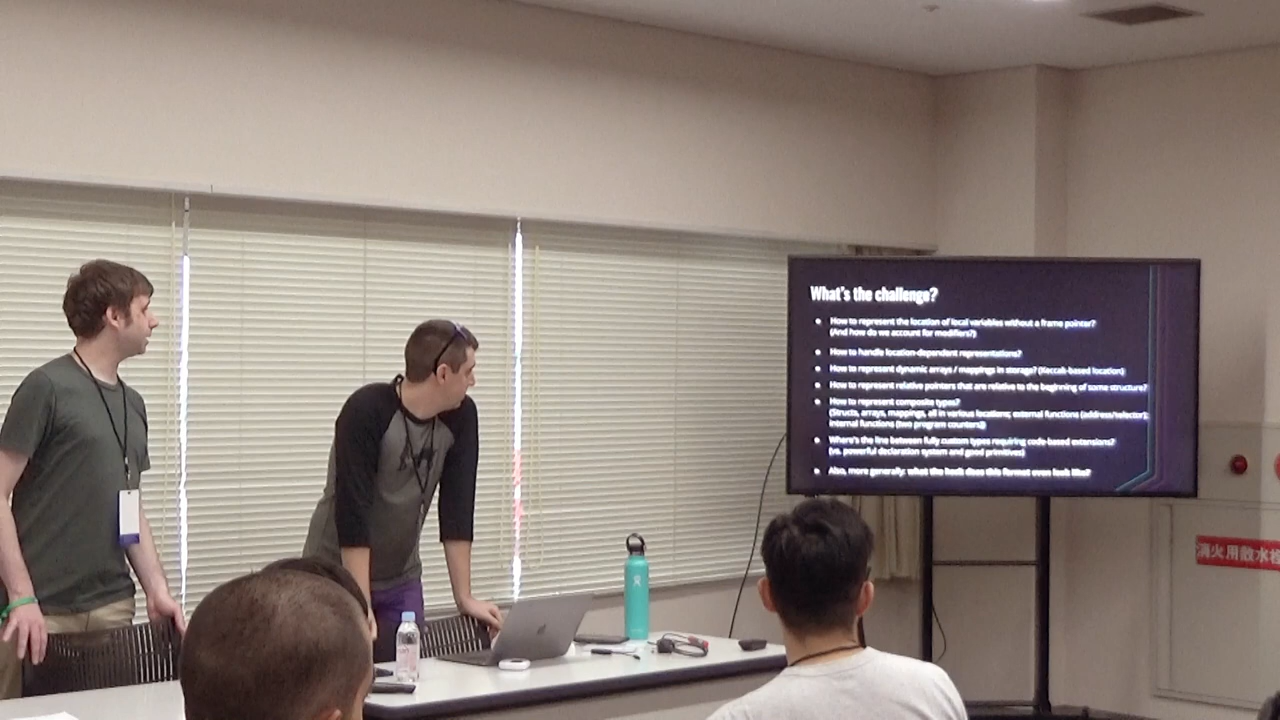 What's the challenge?
How to represent the location of local variables without a frame pointer?
(And how do we account for modifiers?)
How to handle location-dependent representations?
How to represent dynamic arrays / mappings in storage? (Keccak-based location)
How to represent relative pointers that are relative to the beginning of some structure?
How to represent composite types?
(Structs, arrays, mappings, all in various locations; external functions (address/selector);
internal functions (two program counters))
Where's the line between fully custom types requiring code-based extensions?
(vs. powerful declaration system and good primitives)
Also, more generally: what the heck does this format even look like?
消火用散水栓